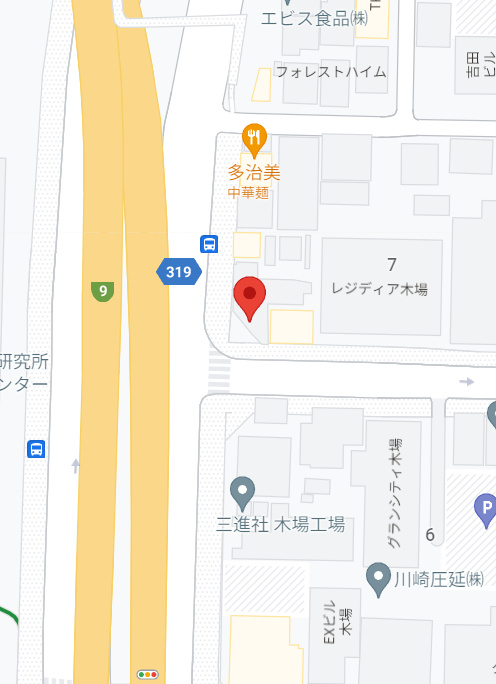 エビス食品㈱
フォレストハイム
吉田
ビル
多治美
中華麺
319
9
7
レジディア木場
研究所
ンター
グランシティ木場
三進社 木場工場
6
P
川崎圧延㈱
EXビル
木場